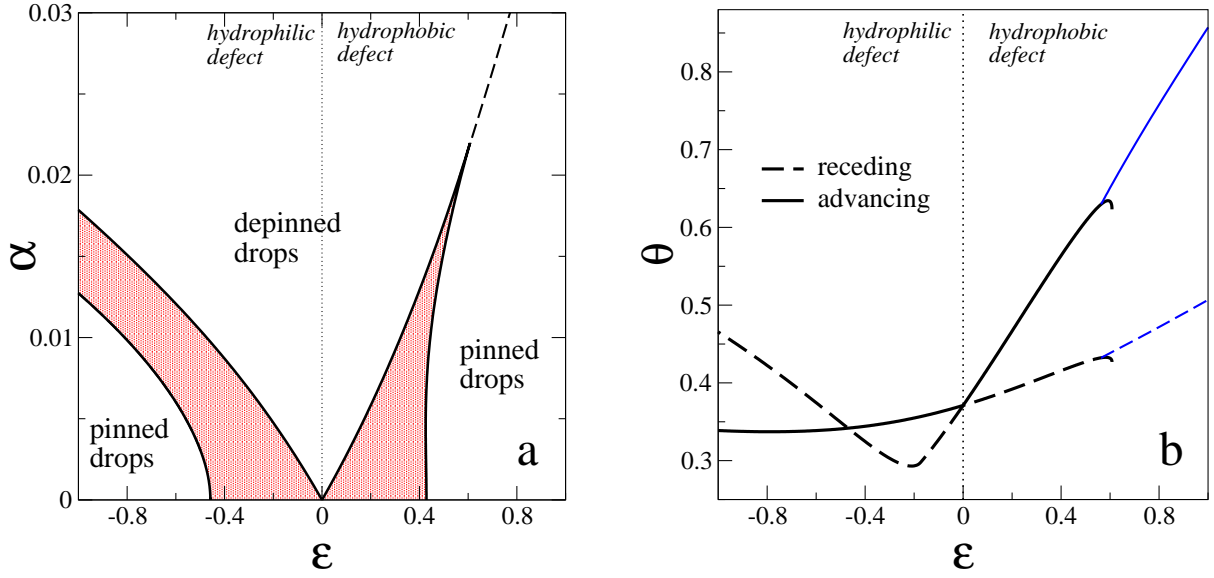 0.03
hydrophilic
defect
hydrophobic
defect
α
0.02
depinned
drops
0.01
pinned
drops
pinned
drops
a
0
-0.8 -0.4 0 0.4 0.8
ε
hydrophilic
defect
hydrophobic
defect
0.8
0.7
receding
advancing
θ
0.6
0.5
0.4
0.3
b
-0.8 -0.4 0 0.4 0.8
ε